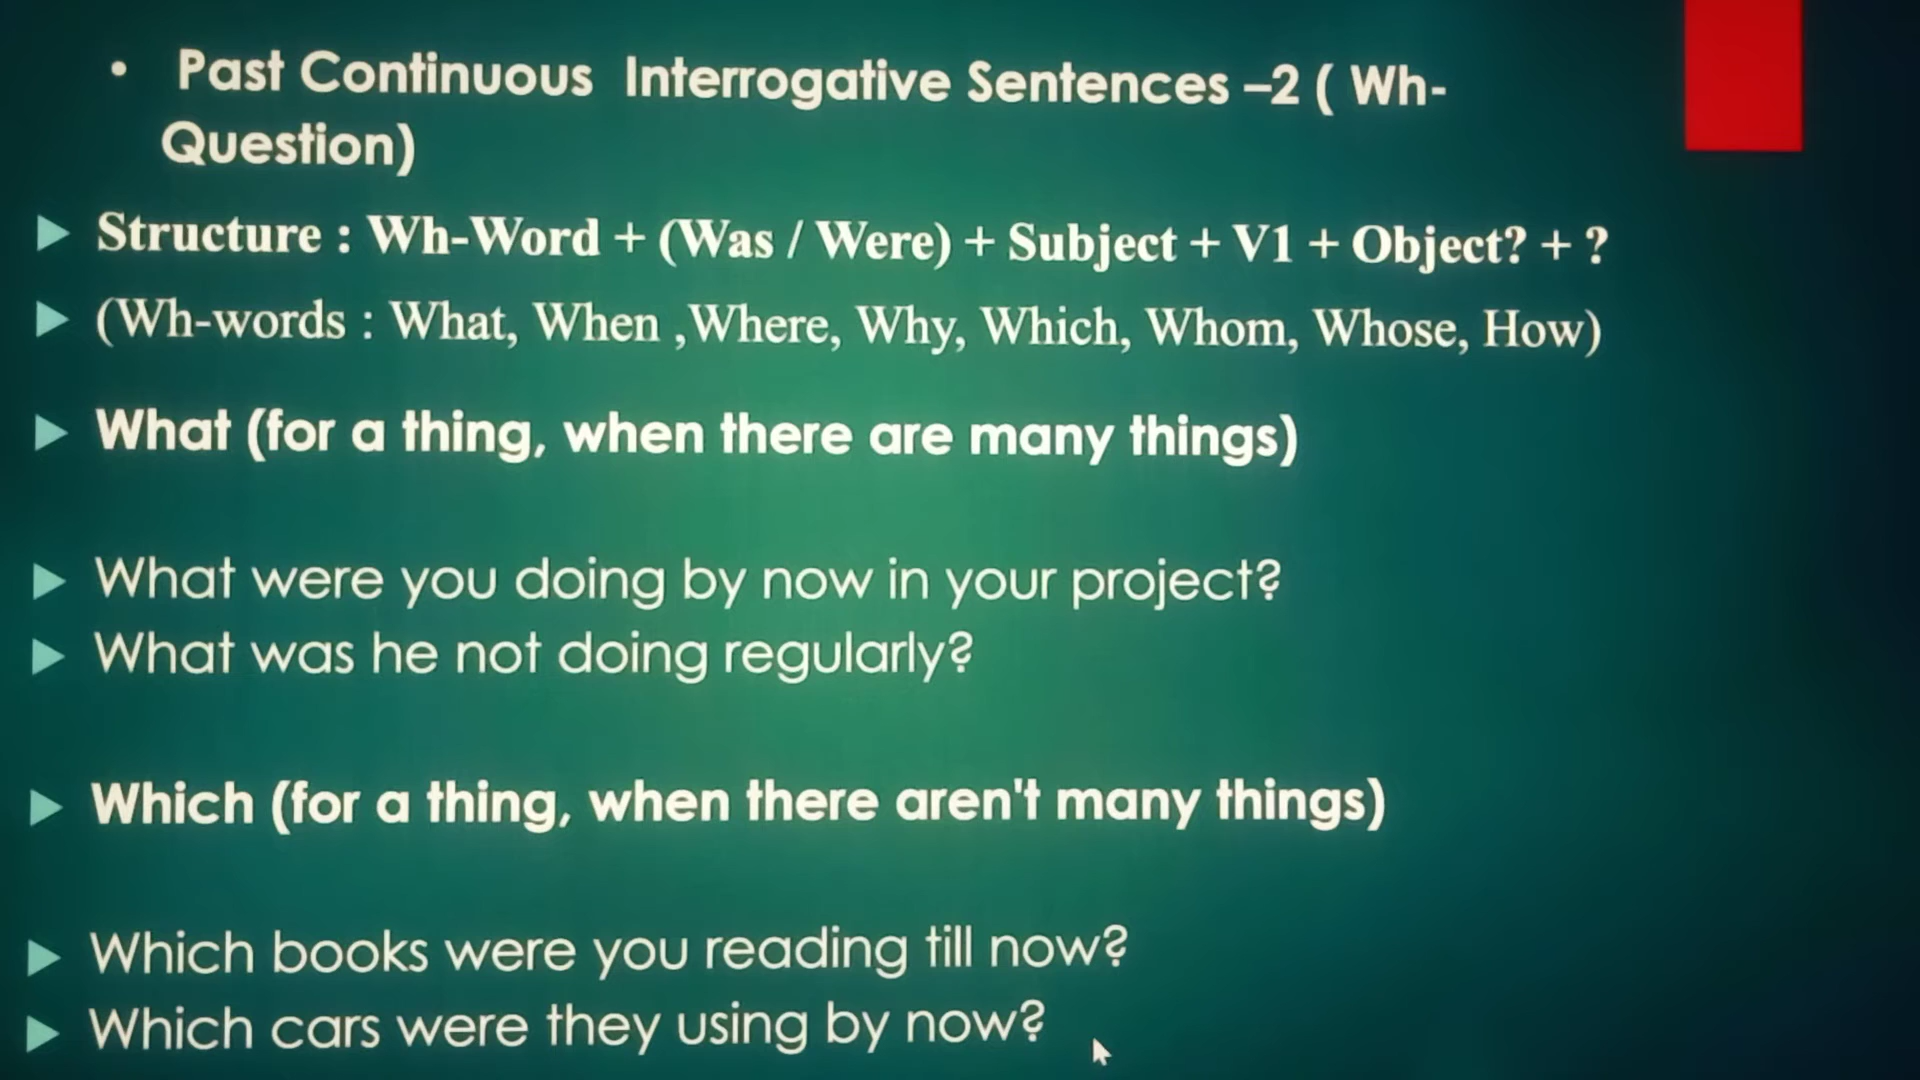 • Past Continuous Interrogative Sentences –2 ( Wh-
Question)
Structure : Wh-Word + (Was / Were) + Subject + V1 + Object? + ?
(Wh-words : What, When ,Where, Why, Which, Whom, Whose, How)
What (for a thing, when there are many things)
What were you doing by now in your project?
What was he not doing regularly?
Which (for a thing, when there aren't many things)
Which books were you reading till now?
Which cars were they using by now?